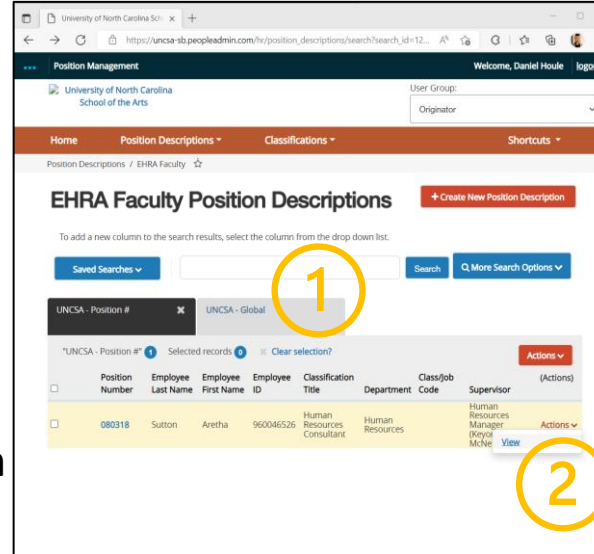 University of North Carolina Sch
https://uncsa-sb.peopleadmin.com/hr/position_descriptions/search?search_id=12...
Position Management
Welcome, Daniel Houle
logo
University of North Carolina
School of the Arts
User Group:
Originator
Home
Position Descriptions
Classifications
Shortcuts
Position Descriptions / EHRA Faculty
EHRA Faculty Position Descriptions
+ Create New Position Description
To add a new column to the search results, select the column from the drop down list.
Saved Searches
Search
More Search Options
1
UNCSA - Position #
UNCSA - Global
"UNCSA - Position #" 1 Selected records 0 Clear selection?
Actions
Position Number
Employee Last Name
Employee First Name
Employee ID
Classification Title
Department
Class/Job Code
Supervisor
(Actions)
080318
Sutton
Aretha
960046526
Human Resources Consultant
Human Resources
Human
Resources
Manager
(Keyo
McNe
Actions
View
2